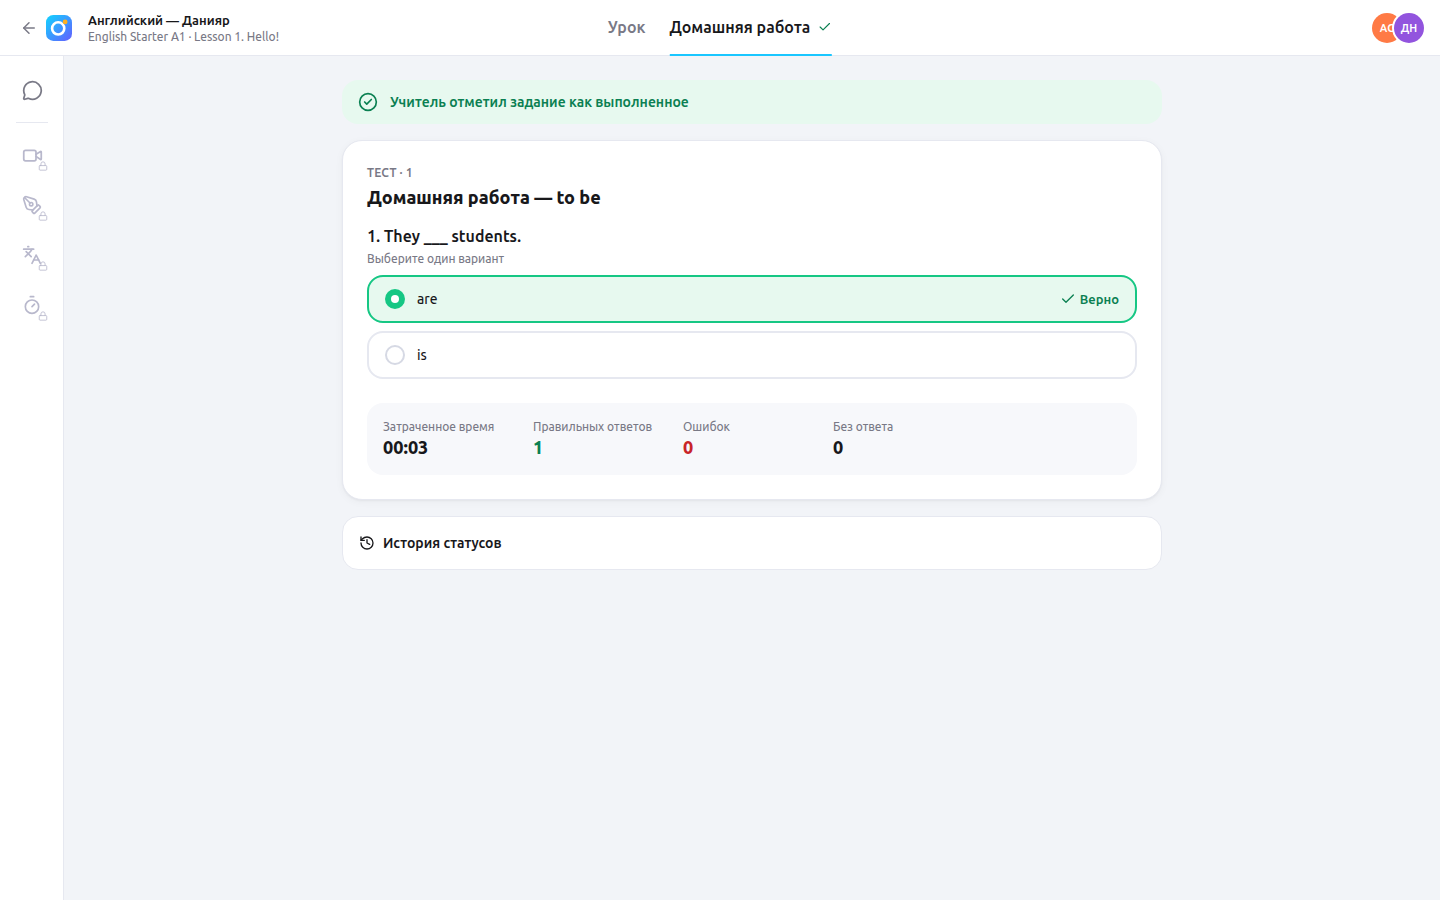 Английский — Данияр
English Starter A1 · Lesson 1. Hello!
Урок
Домашняя работа
ДН
Учитель отметил задание как выполненное
ТЕСТ · 1
Домашняя работа — to be
1. They ___ students.
Выберите один вариант
are
Верно
is
Затраченное время
Правильных ответов
Ошибок
Без ответа
00:03
1
0
0
История статусов